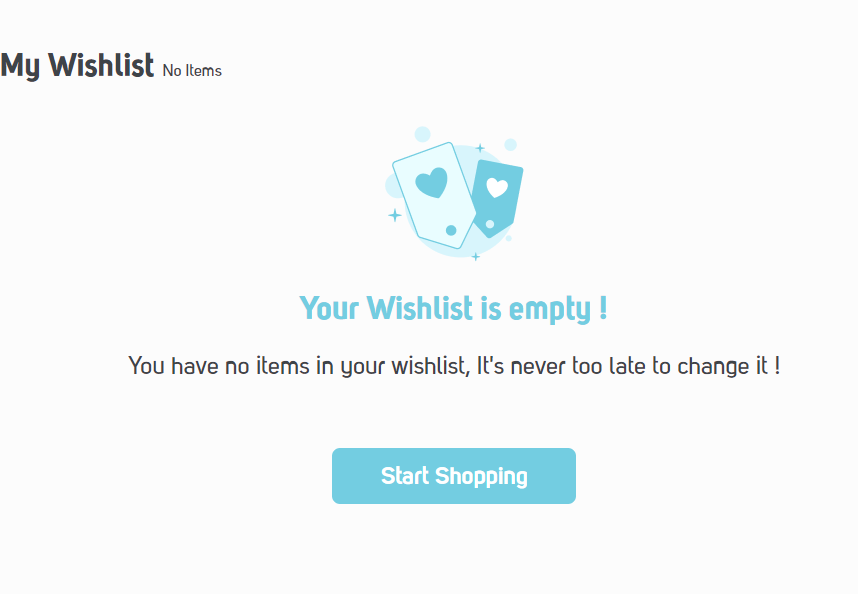 My Wishlist No Items
Your Wishlist is empty !
You have no items in your wishlist, It's never too late to change it !
Start Shopping